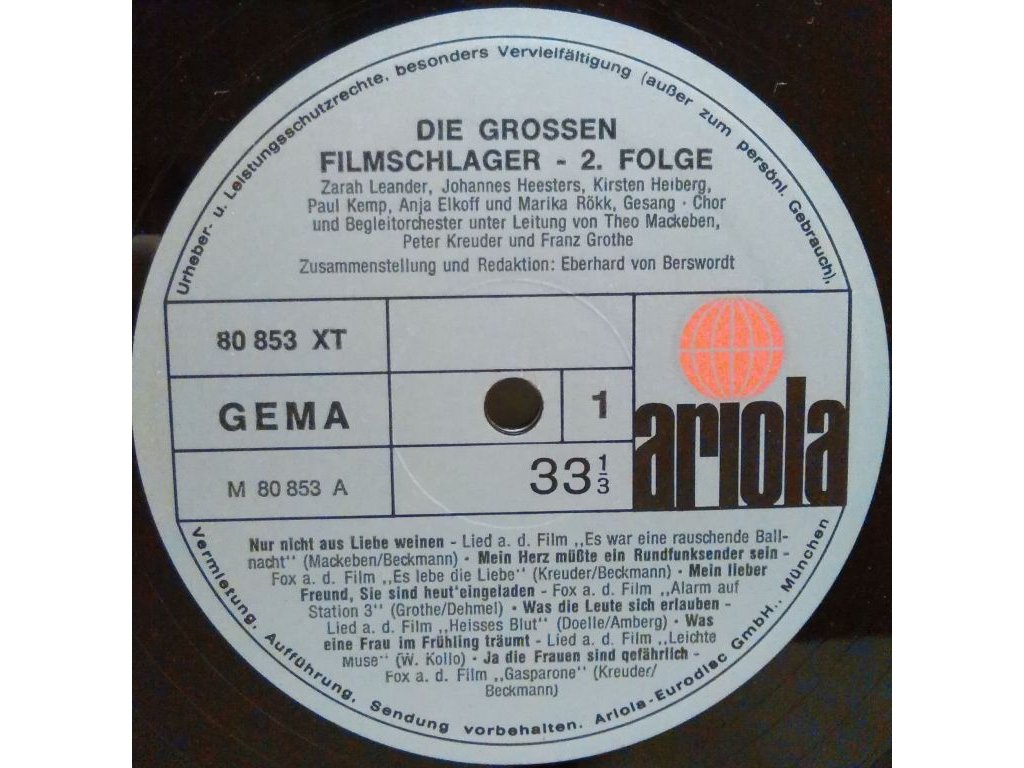 Urheber- u. Leistungsschutzrechte, besonders Vervielfältigung (außer zum persönl. Gebrauch),
DIE GROSSEN
FILMSCHLAGER - 2. FOLGE
Zarah Leander, Johannes Heesters, Kirsten Heiberg,
Paul Kemp, Anja Elkoff und Marika Rökk, Gesang · Chor
und Begleitorchester unter Leitung von Theo Mackeben,
Peter Kreuder und Franz Grothe
Zusammenstellung und Redaktion: Eberhard von Berswordt
80 853 XT
GEMA
1
M 80 853 A
33 1/3
ariola
Nur nicht aus Liebe weinen - Lied a. d. Film „Es war eine rauschende Ball-
nacht" (Mackeben/Beckmann) · Mein Herz müßte ein Rundfunksender sein -
Fox a. d. Film „Es lebe die Liebe" (Kreuder/Beckmann) · Mein lieber
Freund, Sie sind heut'eingeladen - Fox a. d. Film „Alarm auf
Station 3" (Grothe/Dehmel) · Was die Leute sich erlauben -
Lied a. d. Film „Heisses Blut" (Doelle/Amberg) · Was
eine Frau im Frühling träumt - Lied a. d. Film „Leichte
Muse" (W. Kollo) · Ja die Frauen sind gefährlich -
Fox a. d. Film „Gasparone" (Kreuder/
Beckmann)
Vermietung, Aufführung, Sendung vorbehalten. Ariola-Eurodisc GmbH., München